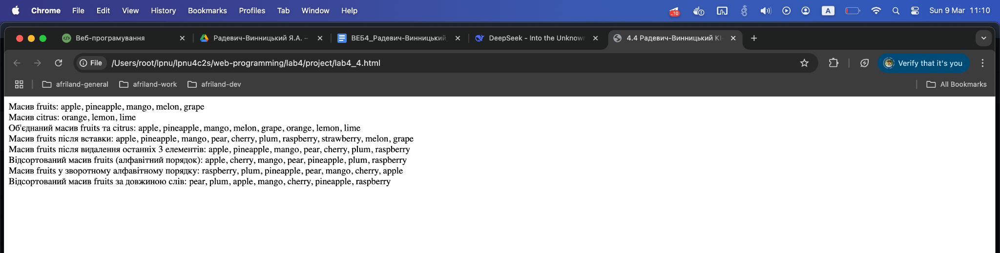 Chrome File Edit View History Bookmarks Profiles Tab Window Help ..10 A Sun 9 Mar 11:10
Веб-програмування Радевич-Винницький Я.А. – ВЕБ4_Радевич-Винницький DeepSeek - Into the Unknown 4.4 Радевич-Винницький КІ-
File /Users/root/lpnu/lpnu4c2s/web-programming/lab4/project/lab4_4.html Verify that it's you
afriland-general afriland-work afriland-dev All Bookmarks
Масив fruits: apple, pineapple, mango, melon, grape
Масив citrus: orange, lemon, lime
Об'єднаний масив fruits та citrus: apple, pineapple, mango, melon, grape, orange, lemon, lime
Масив fruits після вставки: apple, pineapple, mango, pear, cherry, plum, raspberry, strawberry, melon, grape
Масив fruits після видалення останніх 3 елементів: apple, pineapple, mango, pear, cherry, plum, raspberry
Відсортований масив fruits (алфавітний порядок): apple, cherry, mango, pear, pineapple, plum, raspberry
Масив fruits у зворотному алфавітному порядку: raspberry, plum, pineapple, pear, mango, cherry, apple
Відсортований масив fruits за довжиною слів: pear, plum, apple, mango, cherry, pineapple, raspberry